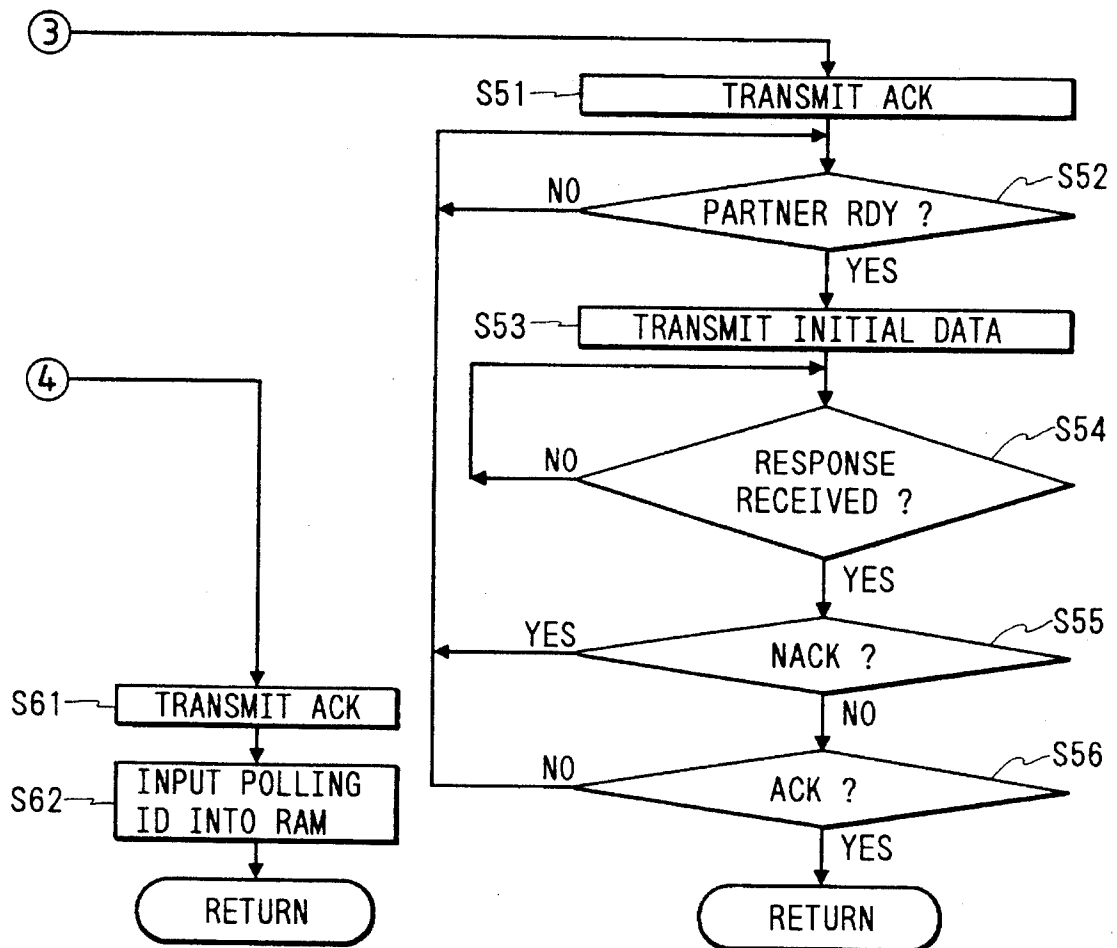 3
S51
TRANSMIT ACK
S52
NO
PARTNER RDY ?
YES
S53
TRANSMIT INITIAL DATA
4
S54
NO
RESPONSE
RECEIVED ?
YES
S55
YES
NACK ?
NO
S61
TRANSMIT ACK
S56
NO
ACK ?
YES
S62
INPUT POLLING
ID INTO RAM
RETURN
RETURN